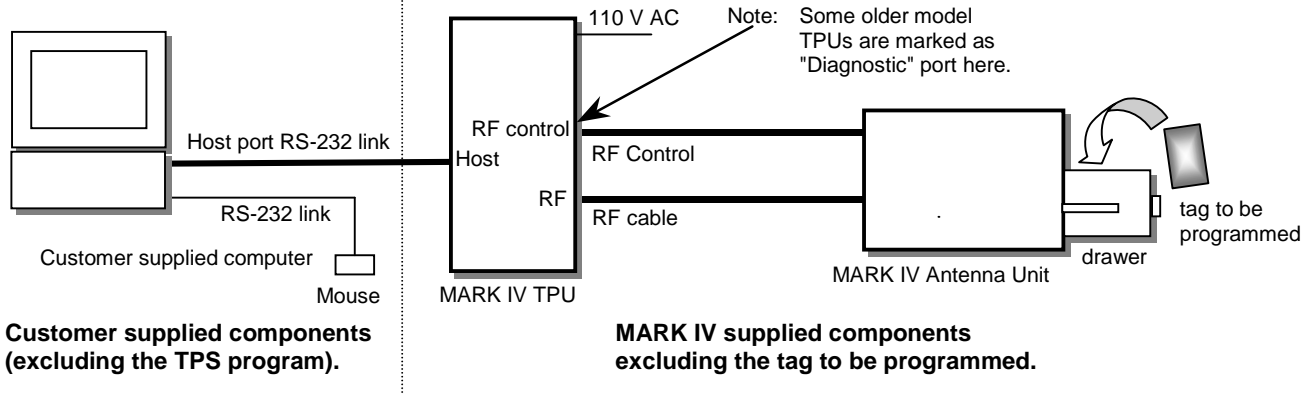 110 V AC
Note: Some older model
TPUs are marked as
"Diagnostic" port here.
Host port RS-232 link
RF control
Host
RF Control
RS-232 link
RF
RF cable
tag to be
programmed
drawer
Customer supplied computer
Mouse
MARK IV TPU
MARK IV Antenna Unit
Customer supplied components
(excluding the TPS program).
MARK IV supplied components
excluding the tag to be programmed.